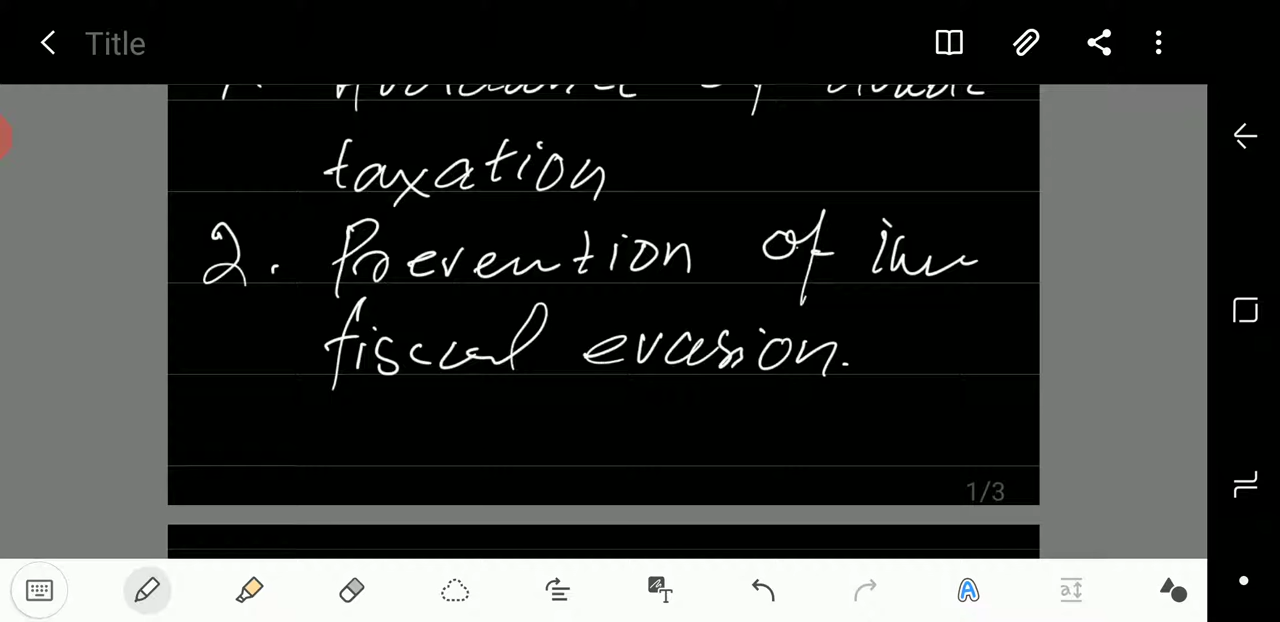 Title
taxation
2. Prevention of
fiscal evasion.
1/3